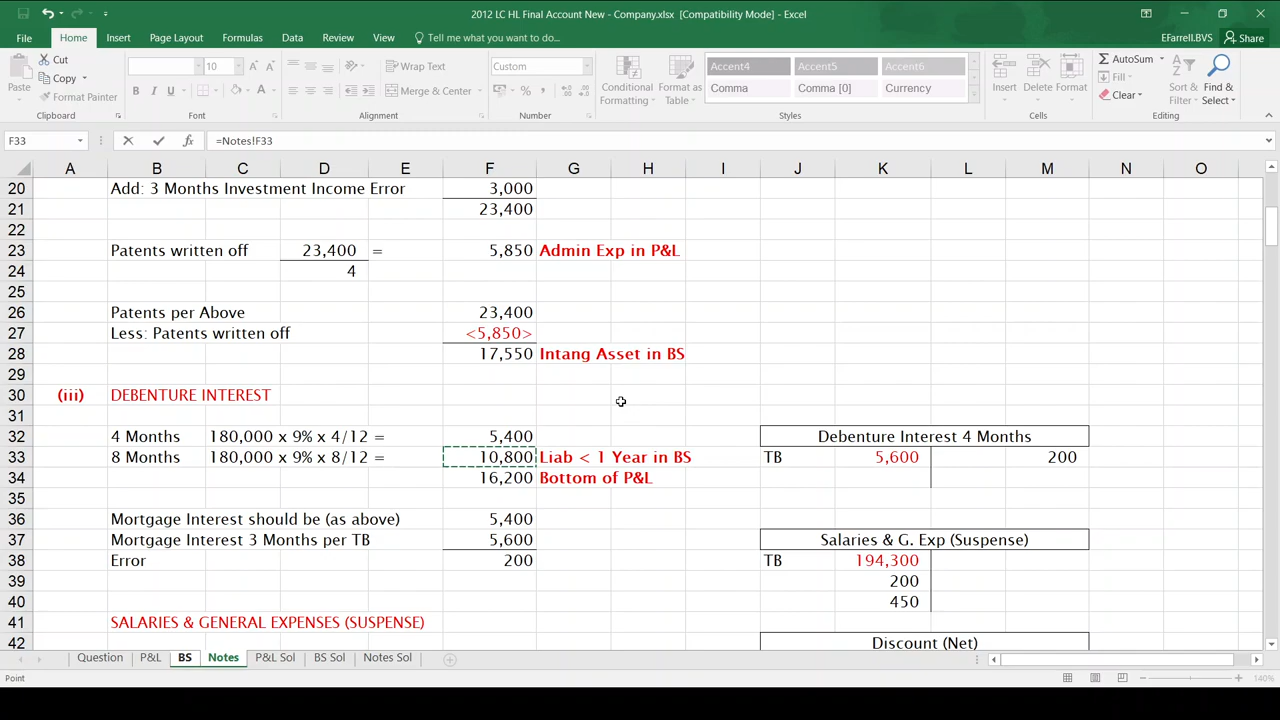 2012 LC HL Final Account New - Company.xlsx [Compatibility Mode] - Excel
File Home Insert Page Layout Formulas Data Review View Tell me what you want to do... EFarrell.BVS Share
Paste Cut Copy Format Painter Clipboard
10 B I U Font
Wrap Text Merge & Center Alignment
Custom % , Number
Conditional Formatting Format as Table
Accent4 Accent5 Accent6
Comma Comma [0] Currency
Styles
Insert Delete Format Cells
AutoSum Fill Clear Sort & Filter Find & Select Editing
F33 fx =Notes!F33
A B C D E F G H I J K L M N O
20 Add: 3 Months Investment Income Error 3,000
21 23,400
22
23 Patents written off 23,400 = 5,850 Admin Exp in P&L
24 4
25
26 Patents per Above 23,400
27 Less: Patents written off <5,850>
28 17,550 Intang Asset in BS
29
30 (iii) DEBENTURE INTEREST
31
32 4 Months 180,000 x 9% x 4/12 = 5,400 Debenture Interest 4 Months
33 8 Months 180,000 x 9% x 8/12 = 10,800 Liab < 1 Year in BS TB 5,600 200
34 16,200 Bottom of P&L
35
36 Mortgage Interest should be (as above) 5,400
37 Mortgage Interest 3 Months per TB 5,600 Salaries & G. Exp (Suspense)
38 Error 200 TB 194,300
39 200
40 450
41 SALARIES & GENERAL EXPENSES (SUSPENSE)
42 Discount (Net)
Question P&L BS Notes P&L Sol BS Sol Notes Sol
Point 140%